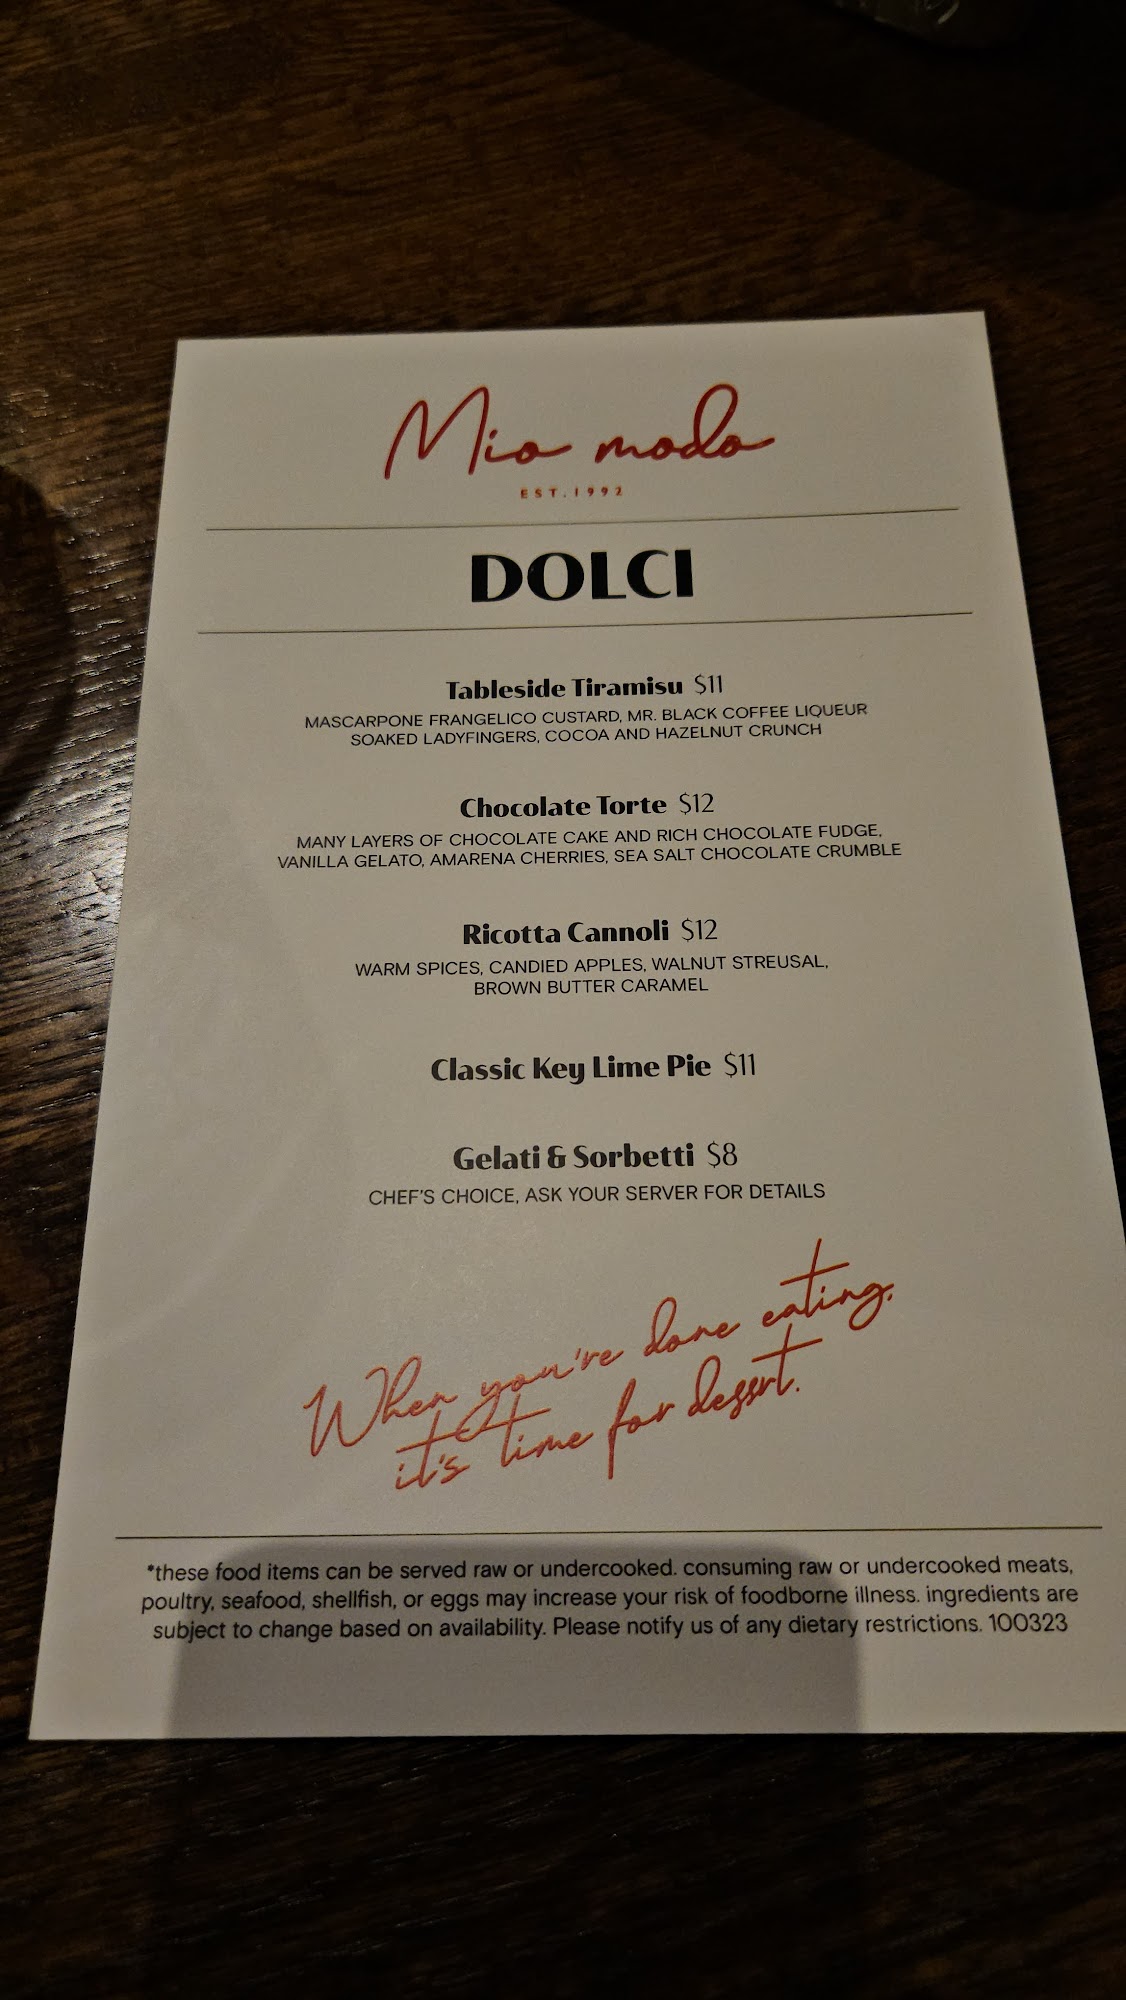 Mio modo
EST. 1992
DOLCI
Tableside Tiramisu $11
MASCARPONE FRANGELICO CUSTARD, MR. BLACK COFFEE LIQUEUR
SOAKED LADYFINGERS, COCOA AND HAZELNUT CRUNCH
Chocolate Torte $12
MANY LAYERS OF CHOCOLATE CAKE AND RICH CHOCOLATE FUDGE,
VANILLA GELATO, AMARENA CHERRIES, SEA SALT CHOCOLATE CRUMBLE
Ricotta Cannoli $12
WARM SPICES, CANDIED APPLES, WALNUT STREUSAL,
BROWN BUTTER CARAMEL
Classic Key Lime Pie $11
Gelati & Sorbetti $8
CHEF'S CHOICE, ASK YOUR SERVER FOR DETAILS
When you're done eating,
it's time for dessrt.
*these food items can be served raw or undercooked. consuming raw or undercooked meats,
poultry, seafood, shellfish, or eggs may increase your risk of foodborne illness. ingredients are
subject to change based on availability. Please notify us of any dietary restrictions. 100323